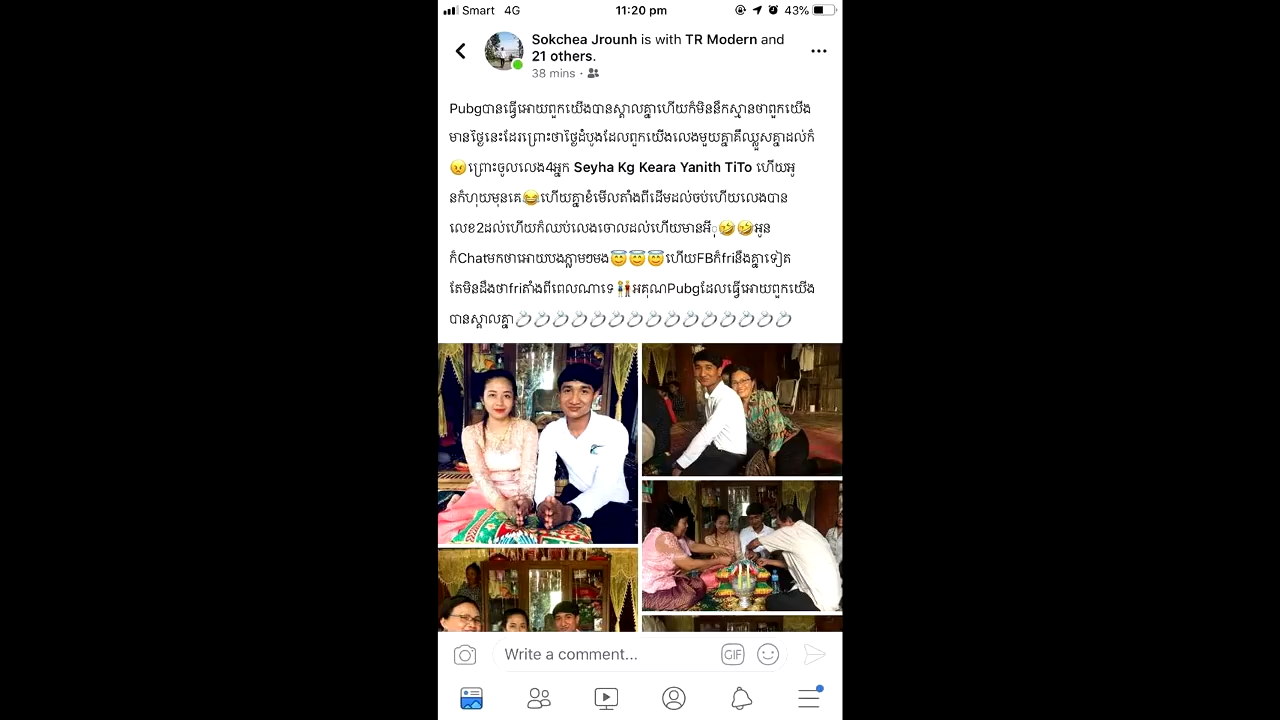 Smart 4G 11:20 pm 43%
Sokchea Jrounh is with TR Modern and
21 others.
38 mins ·
Pubgបានធ្វើអោយពួកយើងបានស្គាល់គ្នាហើយក៏មិននឹកស្មានថាពួកយើង
មានថ្ងៃនេះដែរព្រោះថាថ្ងៃដំបូងដែលពួកយើងលេងមួយគ្នាគឺឈ្លួសគ្នាដល់ក៏
😠ព្រោះចូលលេង4អ្នក Seyha Kg Keara Yanith TiTo ហើយអូ
នក៏ហុយមុនគេ😂ហើយគ្នាខំមើលតាំងពីដើមដល់ចប់ហើយលេងបាន
លេខ2ដល់ហើយក៏ឈប់លេងចោលដល់ហើយមានអី🤣🤣អូន
ក៏Chatមកថាអោយបងភ្លាមៗមង😇😇😇ហើយFBក៏friនឹងគ្នាទៀត
តែមិនដឹងថាfriតាំងពីពេលណាទេ👫អគុណPubgដែលធ្វើអោយពួកយើង
បានស្គាល់គ្នា💍💍💍💍💍💍💍💍💍💍💍💍💍💍💍
Write a comment...
GIF